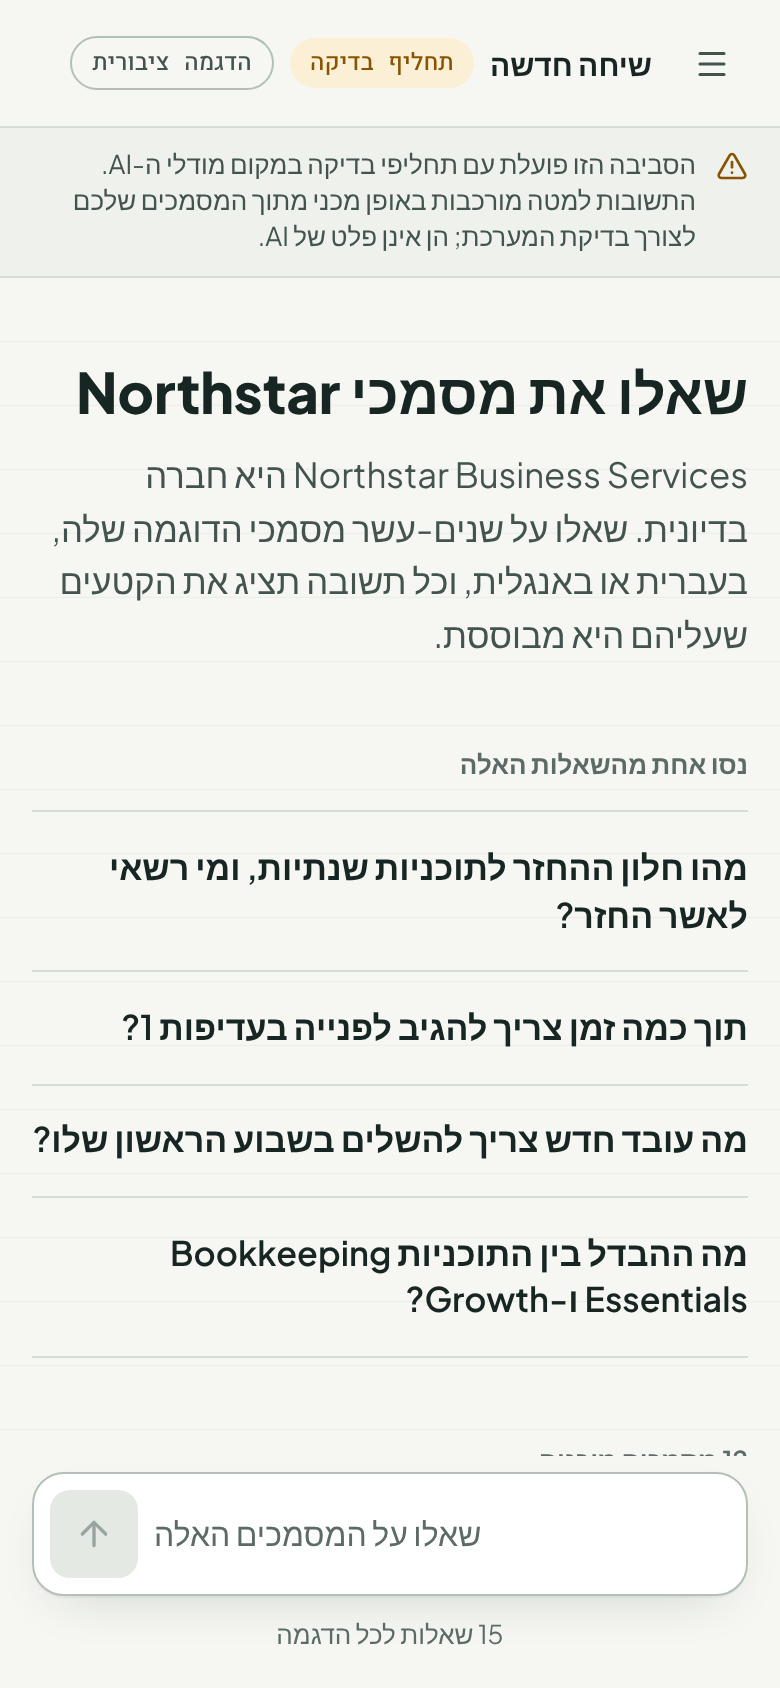 שיחה חדשה
תחליף בדיקה
הדגמה ציבורית
הסביבה הזו פועלת עם תחליפי בדיקה במקום מודלי ה-AI.
התשובות למטה מורכבות באופן מכני מתוך המסמכים שלכם
לצורך בדיקת המערכת; הן אינן פלט של AI.
שאלו את מסמכי Northstar
Northstar Business Services היא חברה
בדיונית. שאלו על שנים-עשר מסמכי הדוגמה שלה,
בעברית או באנגלית, וכל תשובה תציג את הקטעים
שעליהם היא מבוססת.
נסו אחת מהשאלות האלה
מהו חלון ההחזר לתוכניות שנתיות, ומי רשאי
לאשר החזר?
תוך כמה זמן צריך להגיב לפנייה בעדיפות 1?
מה עובד חדש צריך להשלים בשבוע הראשון שלו?
מה ההבדל בין התוכניות Bookkeeping
Essentials ו-Growth?
שאלו על המסמכים האלה
15 שאלות לכל הדגמה